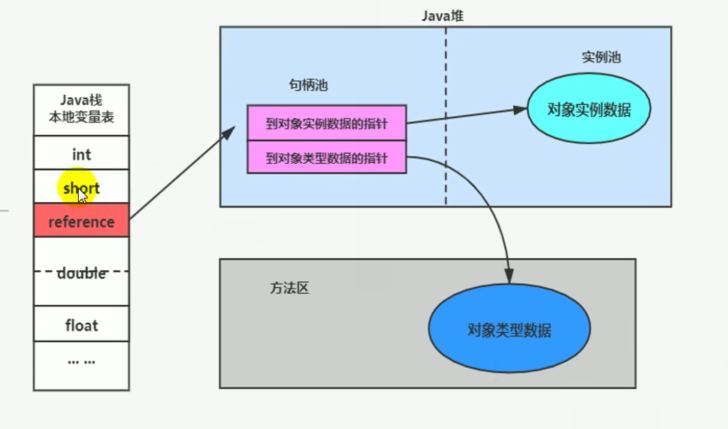 Java堆
Java栈
本地变量表
int
short
reference
double
float
... ...
句柄池
到对象实例数据的指针
到对象类型数据的指针
实例池
对象实例数据
方法区
对象类型数据